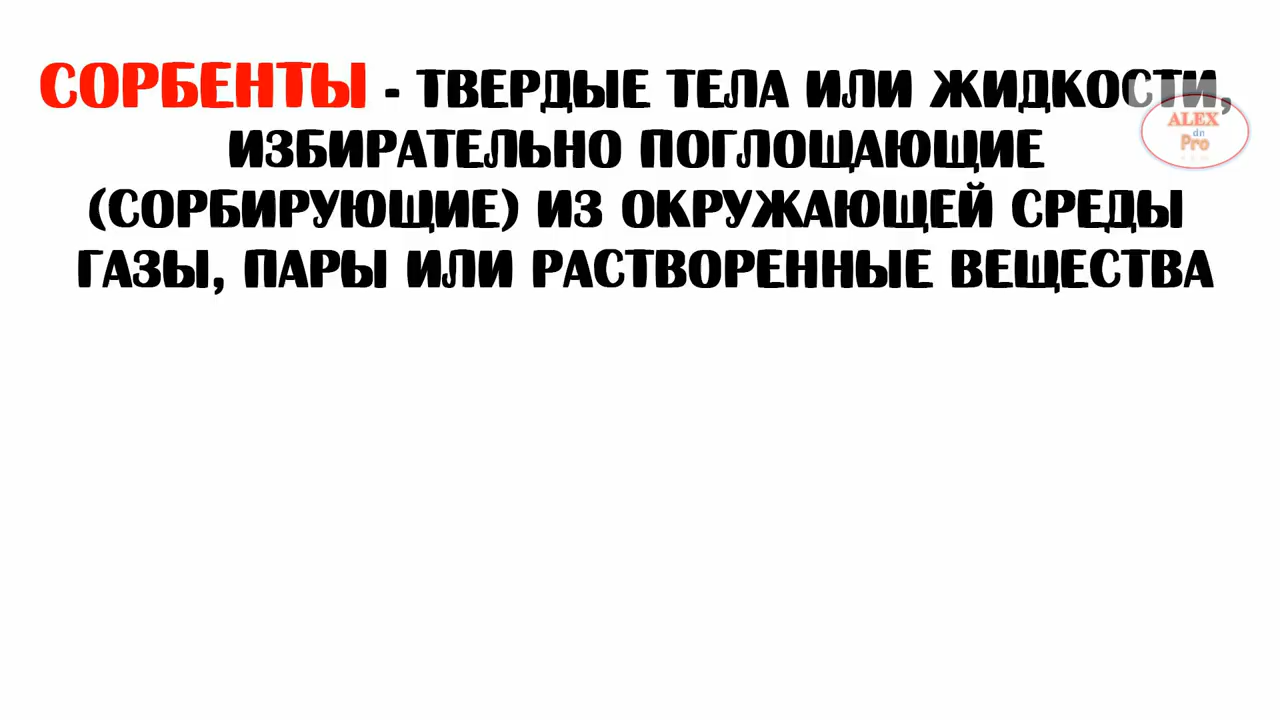 СОРБЕНТЫ - ТВЕРДЫЕ ТЕЛА ИЛИ ЖИДКОСТИ,
ИЗБИРАТЕЛЬНО ПОГЛОЩАЮЩИЕ
(СОРБИРУЮЩИЕ) ИЗ ОКРУЖАЮЩЕЙ СРЕДЫ
ГАЗЫ, ПАРЫ ИЛИ РАСТВОРЕННЫЕ ВЕЩЕСТВА
ALEX
dn
Pro